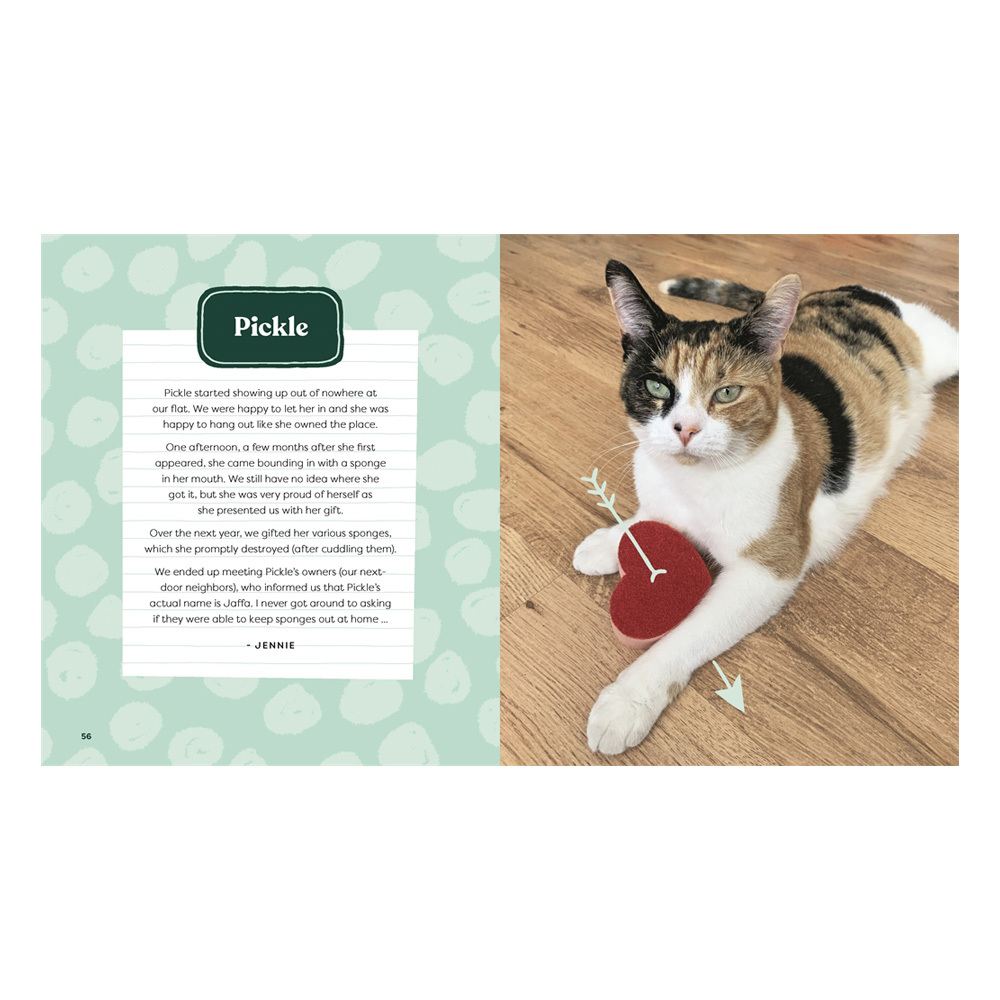 Pickle
Pickle started showing up out of nowhere at
our flat. We were happy to let her in and she was
happy to hang out like she owned the place.
One afternoon, a few months after she first
appeared, she came bounding in with a sponge
in her mouth. We still have no idea where she
got it, but she was very proud of herself as
she presented us with her gift.
Over the next year, we gifted her various sponges,
which she promptly destroyed (after cuddling them).
We ended up meeting Pickle's owners (our next-
door neighbors), who informed us that Pickle's
actual name is Jaffa. I never got around to asking
if they were able to keep sponges out at home ...
- JENNIE
56